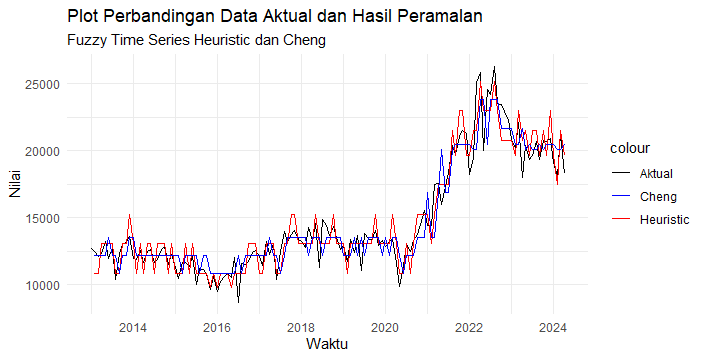 Plot Perbandingan Data Aktual dan Hasil Peramalan
Fuzzy Time Series Heuristic dan Cheng
25000
20000
15000
10000
Nilai
2014
2016
2018
2020
2022
2024
Waktu
colour
Aktual
Cheng
Heuristic